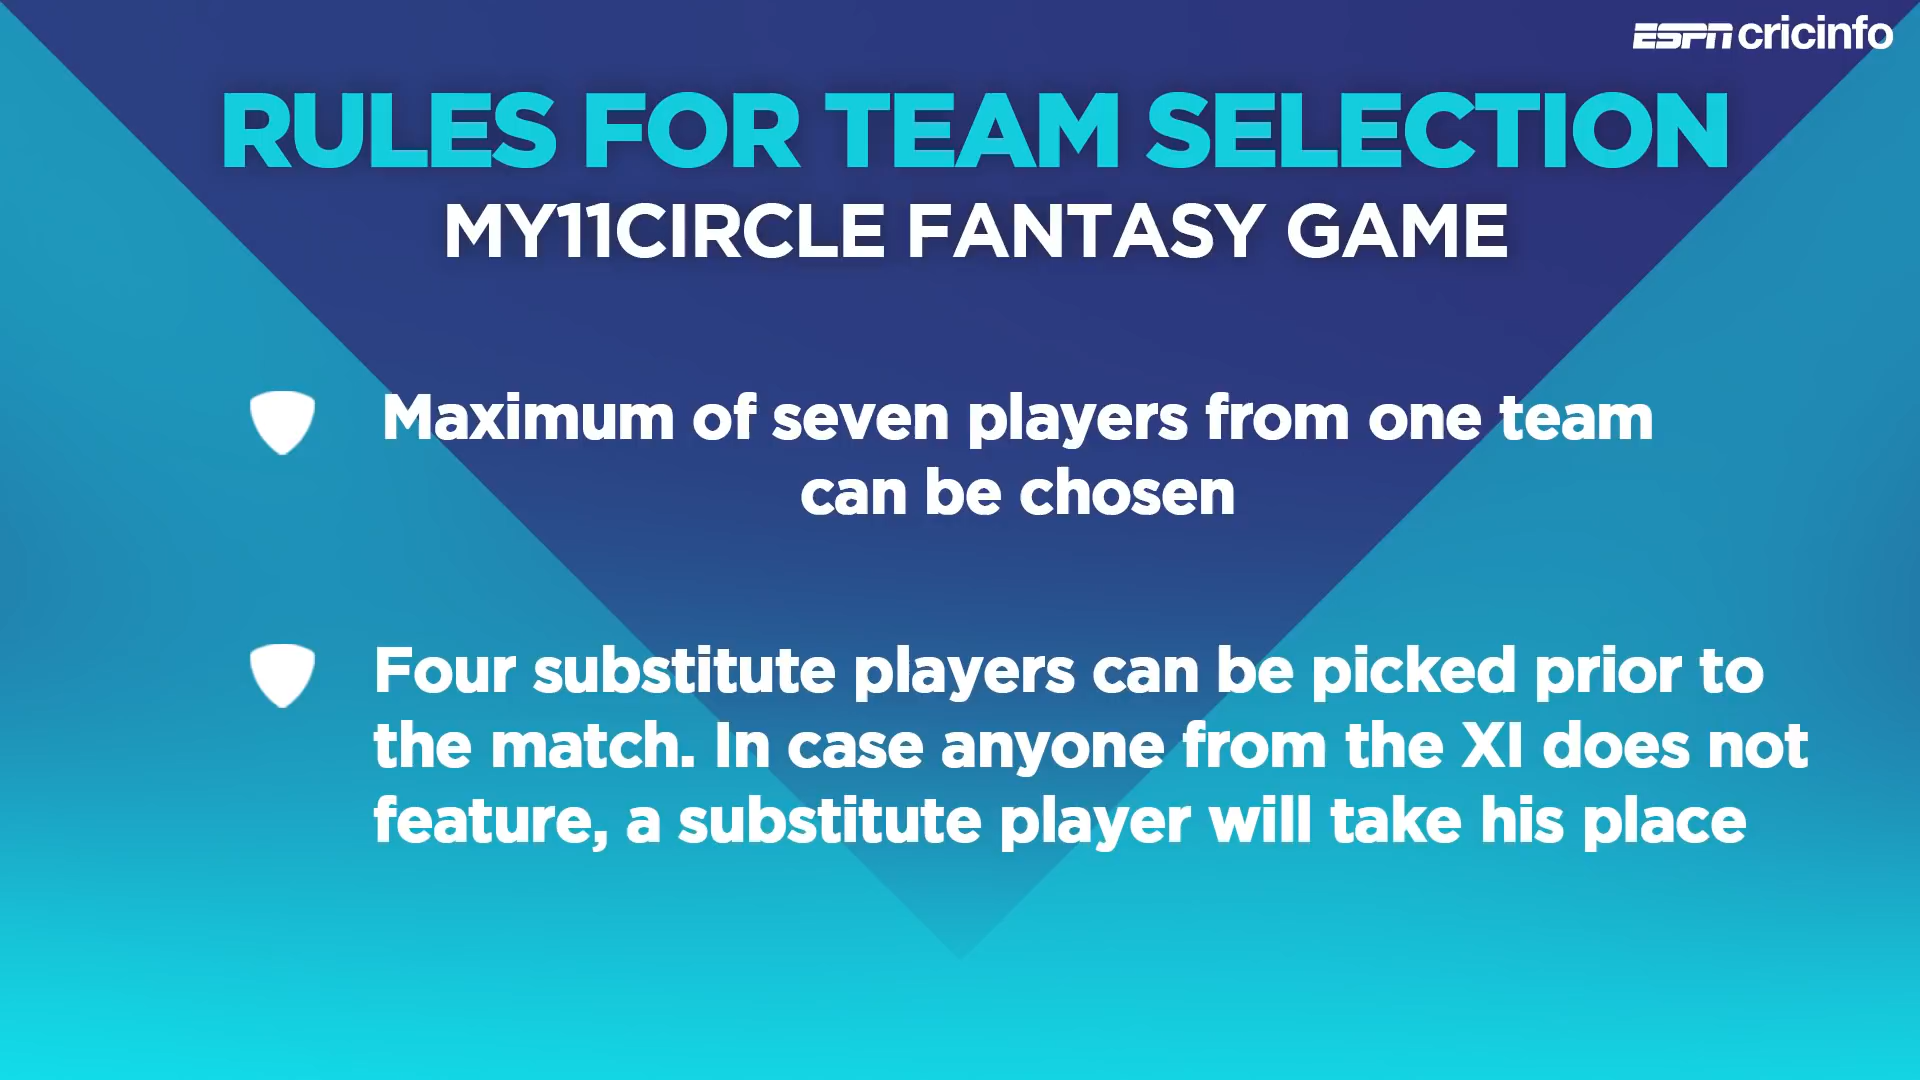 ESPN cricinfo
RULES FOR TEAM SELECTION
MY11CIRCLE FANTASY GAME
Maximum of seven players from one team
can be chosen
Four substitute players can be picked prior to
the match. In case anyone from the XI does not
feature, a substitute player will take his place